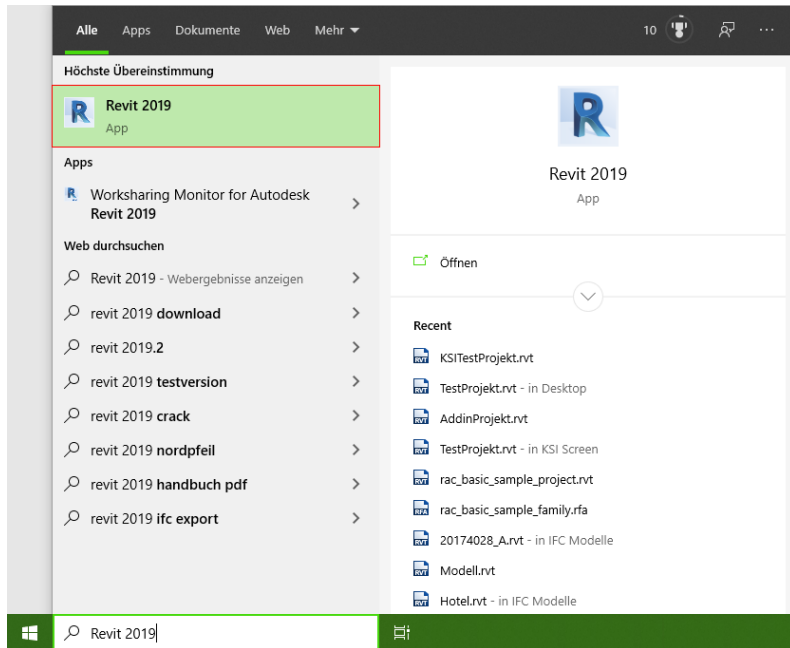 Alle Apps Dokumente Web Mehr 10 ...
Höchste Übereinstimmung
Revit 2019
App
Apps
Worksharing Monitor for Autodesk
Revit 2019
Web durchsuchen
Revit 2019 - Webergebnisse anzeigen
revit 2019 download
revit 2019.2
revit 2019 testversion
revit 2019 crack
revit 2019 nordpfeil
revit 2019 handbuch pdf
revit 2019 ifc export
R
Revit 2019
App
Öffnen
Recent
KSITestProjekt.rvt
TestProjekt.rvt - in Desktop
AddinProjekt.rvt
TestProjekt.rvt - in KSI Screen
rac_basic_sample_project.rvt
rac_basic_sample_family.rfa
20174028_A.rvt - in IFC Modelle
Modell.rvt
Hotel.rvt - in IFC Modelle
Revit 2019